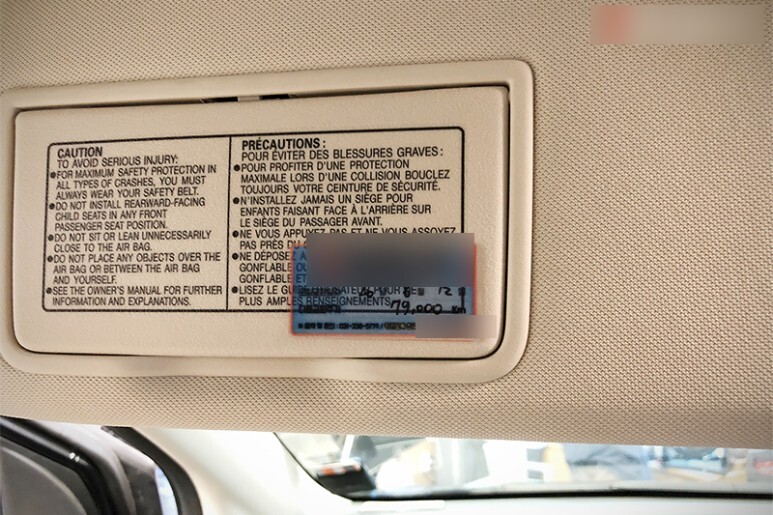 CAUTION
TO AVOID SERIOUS INJURY:
●FOR MAXIMUM SAFETY PROTECTION IN
ALL TYPES OF CRASHES, YOU MUST
ALWAYS WEAR YOUR SAFETY BELT.
●DO NOT INSTALL REARWARD-FACING
CHILD SEATS IN ANY FRONT
PASSENGER SEAT POSITION.
●DO NOT SIT OR LEAN UNNECESSARILY
CLOSE TO THE AIR BAG.
●DO NOT PLACE ANY OBJECTS OVER THE
AIR BAG OR BETWEEN THE AIR BAG
AND YOURSELF.
●SEE THE OWNER'S MANUAL FOR FURTHER
INFORMATION AND EXPLANATIONS.
PRÉCAUTIONS:
POUR ÉVITER DES BLESSURES GRAVES:
●POUR PROFITER D'UNE PROTECTION
MAXIMALE LORS D'UNE COLLISION BOUCLEZ
TOUJOURS VOTRE CEINTURE DE SÉCURITÉ.
●N'INSTALLEZ JAMAIS UN SIÈGE POUR
ENFANTS FAISANT FACE À L'ARRIÈRE SUR
LE SIÈGE DU PASSAGER AVANT.
●NE VOUS APPUYEZ PAS ET NE VOUS ASSOYEZ
PAS PRÈS DU
●NE DÉPOSEZ
GONFLABLE
GONFLABLE ET
●LISEZ LE POUR
PLUS AMPLES RENSEIGNEMENTS
79,000 Km